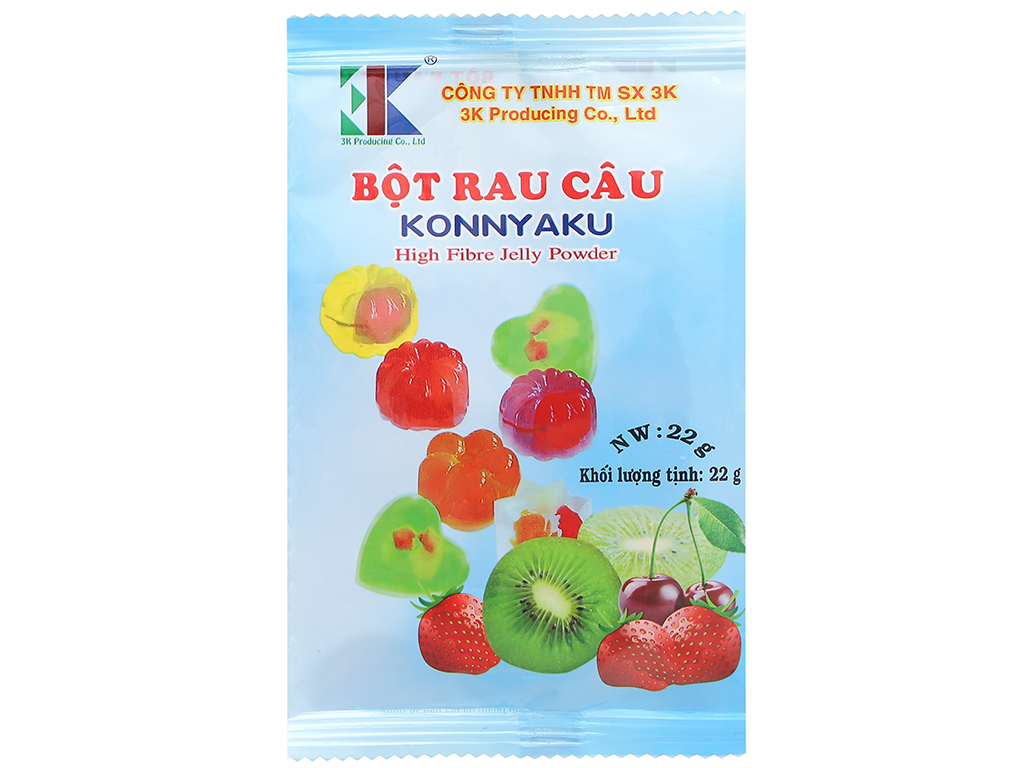 ®
3K
3K Producing Co., Ltd
CÔNG TY TNHH TM SX 3K
3K Producing Co., Ltd
BỘT RAU CÂU
KONNYAKU
High Fibre Jelly Powder
NW: 22 g
Khối lượng tịnh: 22 g